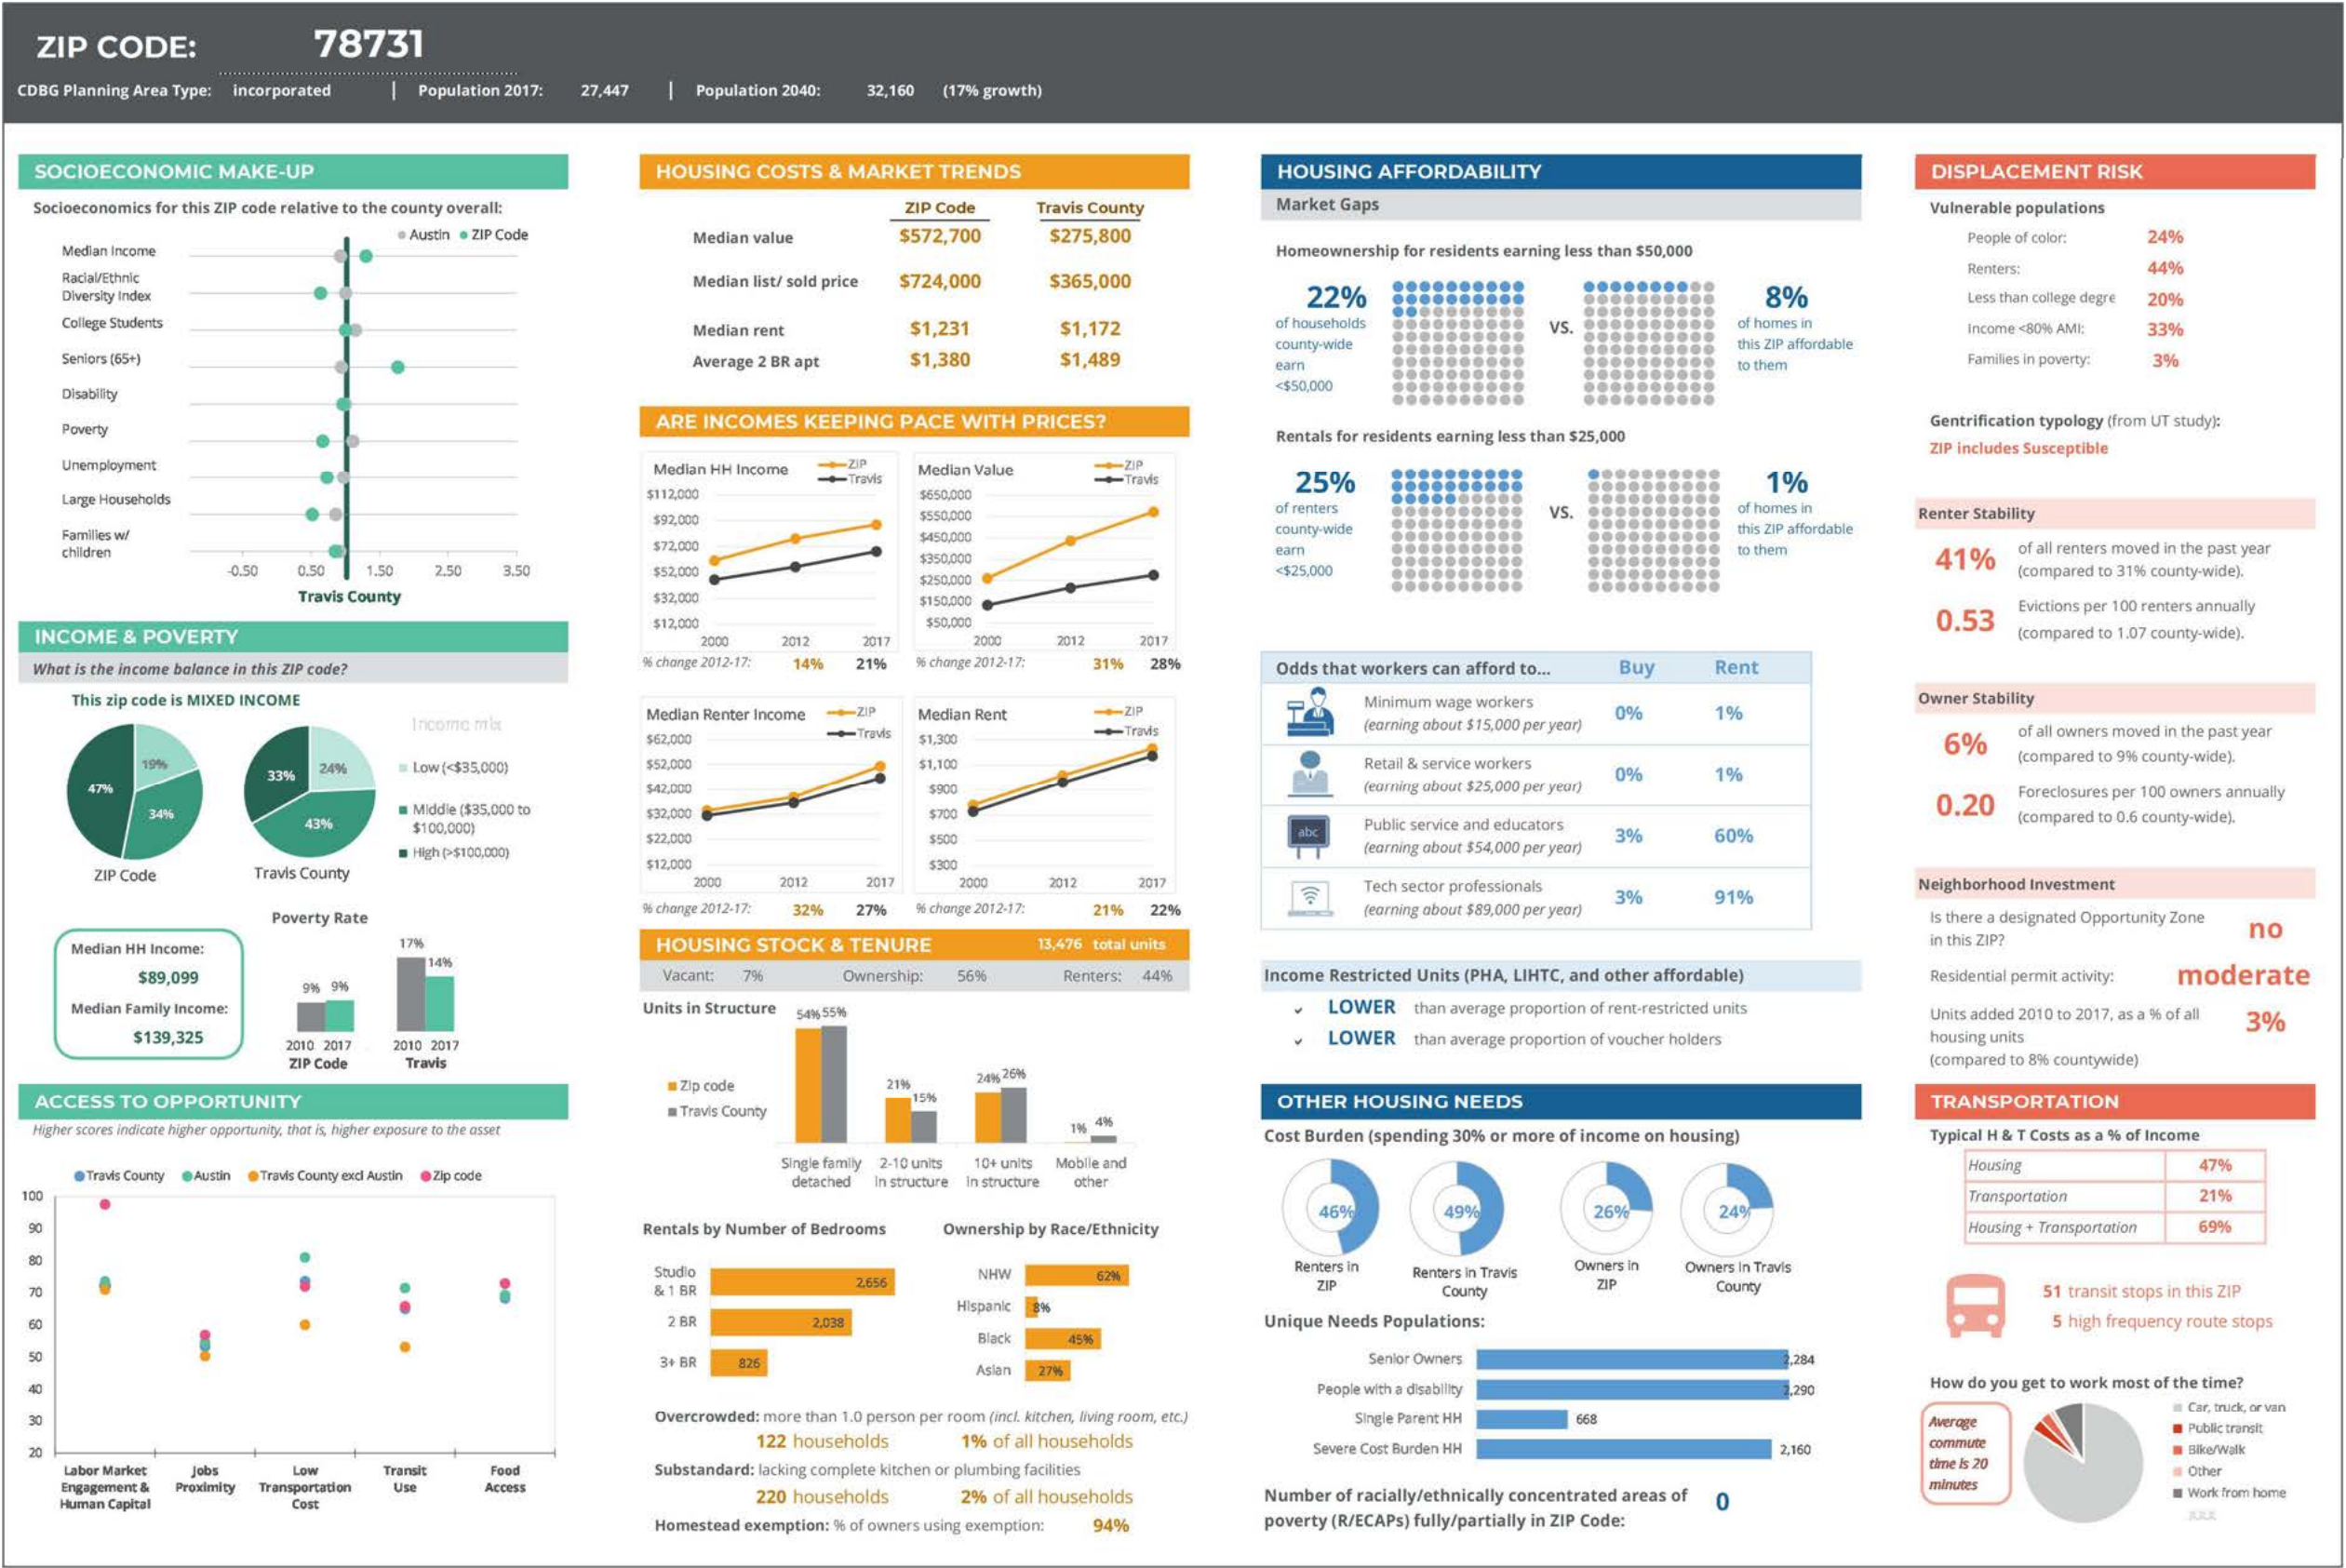 ZIP CODE: 78731
CDBG Planning Area Type: incorporated | Population 2017: 27,447 | Population 2040: 32,160 (17% growth)
SOCIOECONOMIC MAKE-UP
Socioeconomics for this ZIP code relative to the county overall:
Austin ZIP Code
Median Income
Racial/Ethnic
Diversity Index
College Students
Seniors (65+)
Disability
Poverty
Unemployment
Large Households
Families w/
children
-0.50 0.50 1.50 2.50 3.50
Travis County
INCOME & POVERTY
What is the income balance in this ZIP code?
This zip code is MIXED INCOME
Income mix
47% 19% 34%
33% 24% 43%
Low (<$35,000)
Middle ($35,000 to
$100,000)
High (>$100,000)
ZIP Code
Travis County
Poverty Rate
Median HH Income:
$89,099
Median Family Income:
$139,325
9% 9%
17% 14%
2010 2017 2010 2017
ZIP Code Travis
ACCESS TO OPPORTUNITY
Higher scores indicate higher opportunity, that is, higher exposure to the asset
Travis County Austin Travis County excl Austin Zip code
100
90
80
70
60
50
40
30
20
Labor Market
Engagement &
Human Capital
Jobs
Proximity
Low
Transportation
Cost
Transit
Use
Food
Access
HOUSING COSTS & MARKET TRENDS
ZIP Code Travis County
Median value $572,700 $275,800
Median list/ sold price $724,000 $365,000
Median rent $1,231 $1,172
Average 2 BR apt $1,380 $1,489
ARE INCOMES KEEPING PACE WITH PRICES?
Median HH Income
ZIP
Travis
$112,000
$92,000
$72,000
$52,000
$32,000
$12,000
2000 2012 2017
% change 2012-17: 14% 21%
Median Value
ZIP
Travis
$650,000
$550,000
$450,000
$350,000
$250,000
$150,000
$50,000
2000 2012 2017
% change 2012-17: 31% 28%
Median Renter Income
ZIP
Travis
$62,000
$52,000
$42,000
$32,000
$22,000
$12,000
2000 2012 2017
% change 2012-17: 32% 27%
Median Rent
ZIP
Travis
$1,300
$1,100
$900
$700
$500
$300
2000 2012 2017
% change 2012-17: 21% 22%
HOUSING STOCK & TENURE 13,476 total units
Vacant: 7% Ownership: 56% Renters: 44%
Units in Structure
Zip code
Travis County
54% 55%
21% 15%
24% 26%
1% 4%
Single family
detached
2-10 units
in structure
10+ units
in structure
Mobile and
other
Rentals by Number of Bedrooms
Studio
& 1 BR
2,656
2 BR 2,038
3+ BR 826
Ownership by Race/Ethnicity
NHW 62%
Hispanic 8%
Black 45%
Asian 27%
Overcrowded: more than 1.0 person per room (incl. kitchen, living room, etc.)
122 households 1% of all households
Substandard: lacking complete kitchen or plumbing facilities
220 households 2% of all households
Homestead exemption: % of owners using exemption: 94%
HOUSING AFFORDABILITY
Market Gaps
Homeownership for residents earning less than $50,000
22%
of households
county-wide
earn
<$50,000
VS.
8%
of homes in
this ZIP affordable
to them
Rentals for residents earning less than $25,000
25%
of renters
county-wide
earn
<$25,000
VS.
1%
of homes in
this ZIP affordable
to them
Odds that workers can afford to... Buy Rent
Minimum wage workers
(earning about $15,000 per year)
0% 1%
Retail & service workers
(earning about $25,000 per year)
0% 1%
abc
Public service and educators
(earning about $54,000 per year)
3% 60%
Tech sector professionals
(earning about $89,000 per year)
3% 91%
Income Restricted Units (PHA, LIHTC, and other affordable)
LOWER than average proportion of rent-restricted units
LOWER than average proportion of voucher holders
OTHER HOUSING NEEDS
Cost Burden (spending 30% or more of income on housing)
46% 49% 26% 24%
Renters in
ZIP
Renters in Travis
County
Owners in
ZIP
Owners in Travis
County
Unique Needs Populations:
Senior Owners 2,284
People with a disability 2,290
Single Parent HH 668
Severe Cost Burden HH 2,160
Number of racially/ethnically concentrated areas of
poverty (R/ECAPs) fully/partially in ZIP Code:
0
DISPLACEMENT RISK
Vulnerable populations
People of color: 24%
Renters: 44%
Less than college degre 20%
Income <80% AMI: 33%
Families in poverty: 3%
Gentrification typology (from UT study):
ZIP includes Susceptible
Renter Stability
41%
of all renters moved in the past year
(compared to 31% county-wide).
0.53
Evictions per 100 renters annually
(compared to 1.07 county-wide).
Owner Stability
6%
of all owners moved in the past year
(compared to 9% county-wide).
0.20
Foreclosures per 100 owners annually
(compared to 0.6 county-wide).
Neighborhood Investment
Is there a designated Opportunity Zone
in this ZIP?
no
Residential permit activity: moderate
Units added 2010 to 2017, as a % of all
housing units
(compared to 8% countywide)
3%
TRANSPORTATION
Typical H & T Costs as a % of Income
Housing 47%
Transportation 21%
Housing + Transportation 69%
51 transit stops in this ZIP
5 high frequency route stops
How do you get to work most of the time?
Average
commute
time is 20
minutes
Car, truck, or van
Public transit
Bike/Walk
Other
Work from home